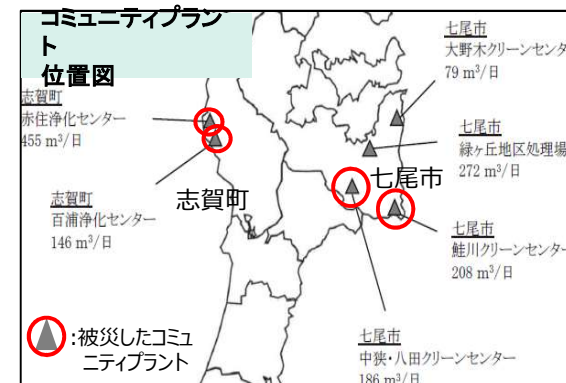 コミュニティプラン
ト
位置図
志賀町
赤住浄化センター
455 m³/日
志賀町
百浦浄化センター
146 m³/日
志賀町
七尾市
七尾市
大野木クリーンセンタ
79 m³/日
七尾市
緑ヶ丘地区処理場
272 m³/日
七尾市
鮭川クリーンセンター
208 m³/日
七尾市
中狭・八田クリーンセンター
186 m³/日
:被災したコミュ
ニティプラント